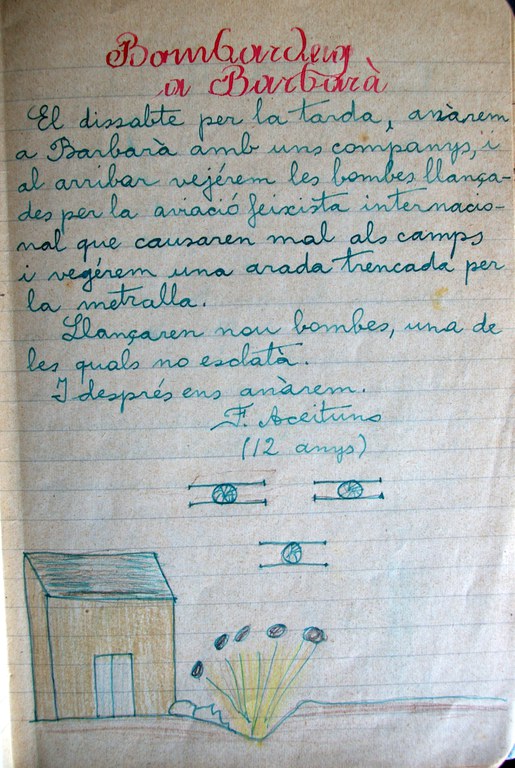 Bombardeig
a Barbarà
El dissabte per la tarda, anàrem
a Barbarà amb uns companys, i
al arribar vejérem les bombes llança-
des per la aviació feixista internacio-
nal que causaren mal als camps
i vegérem una arada trencada per
la metralla.
Llançaren nou bombes, una de
les quals no esclatà.
I després ens anàrem.
F. Aceituno
(12 anys)